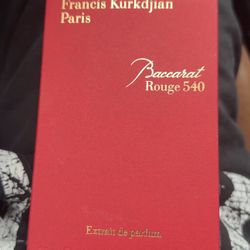 Francis Kurkdjian
Paris
Baccarat
Rouge 540
Extrait de parfum